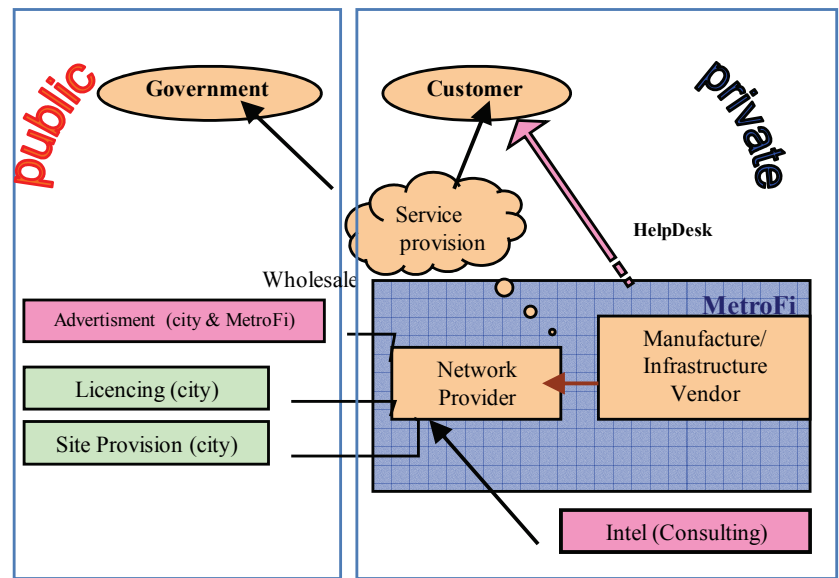 public
Government
Customer
private
Service
provision
HelpDesk
Wholesale
MetroFi
Advertisment (city & MetroFi)
Manufacture/
Infrastructure
Vendor
Network
Provider
Licencing (city)
Site Provision (city)
Intel (Consulting)